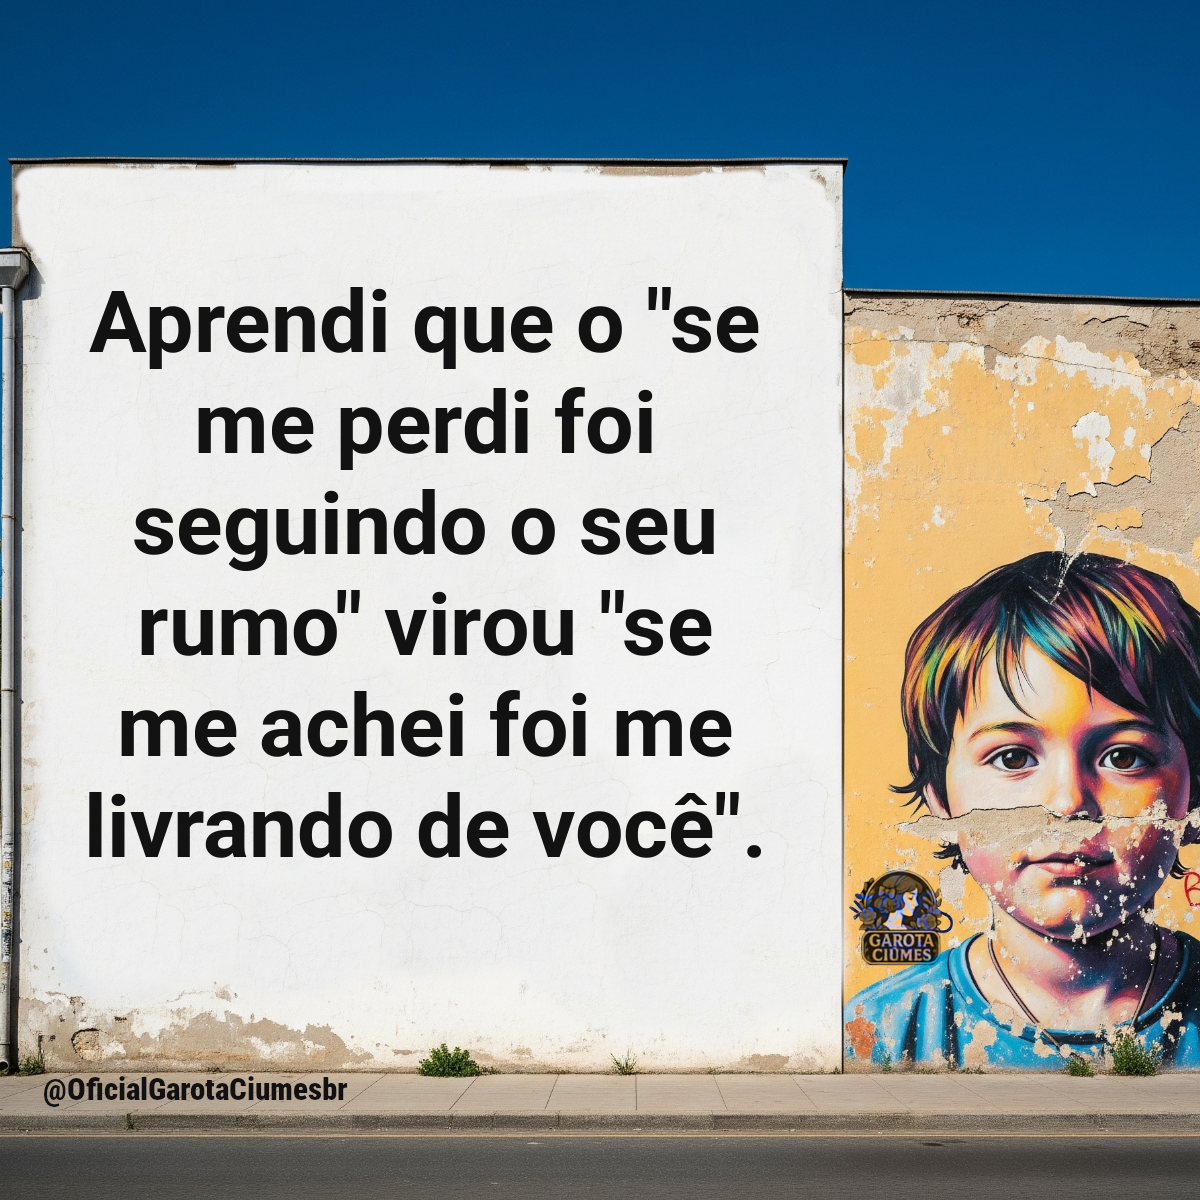 Aprendi que o "se
me perdi foi
seguindo o seu
rumo" virou "se
me achei foi me
livrando de você".
GAROTA
CIÚMES
@OficialGarotaCiumesbr